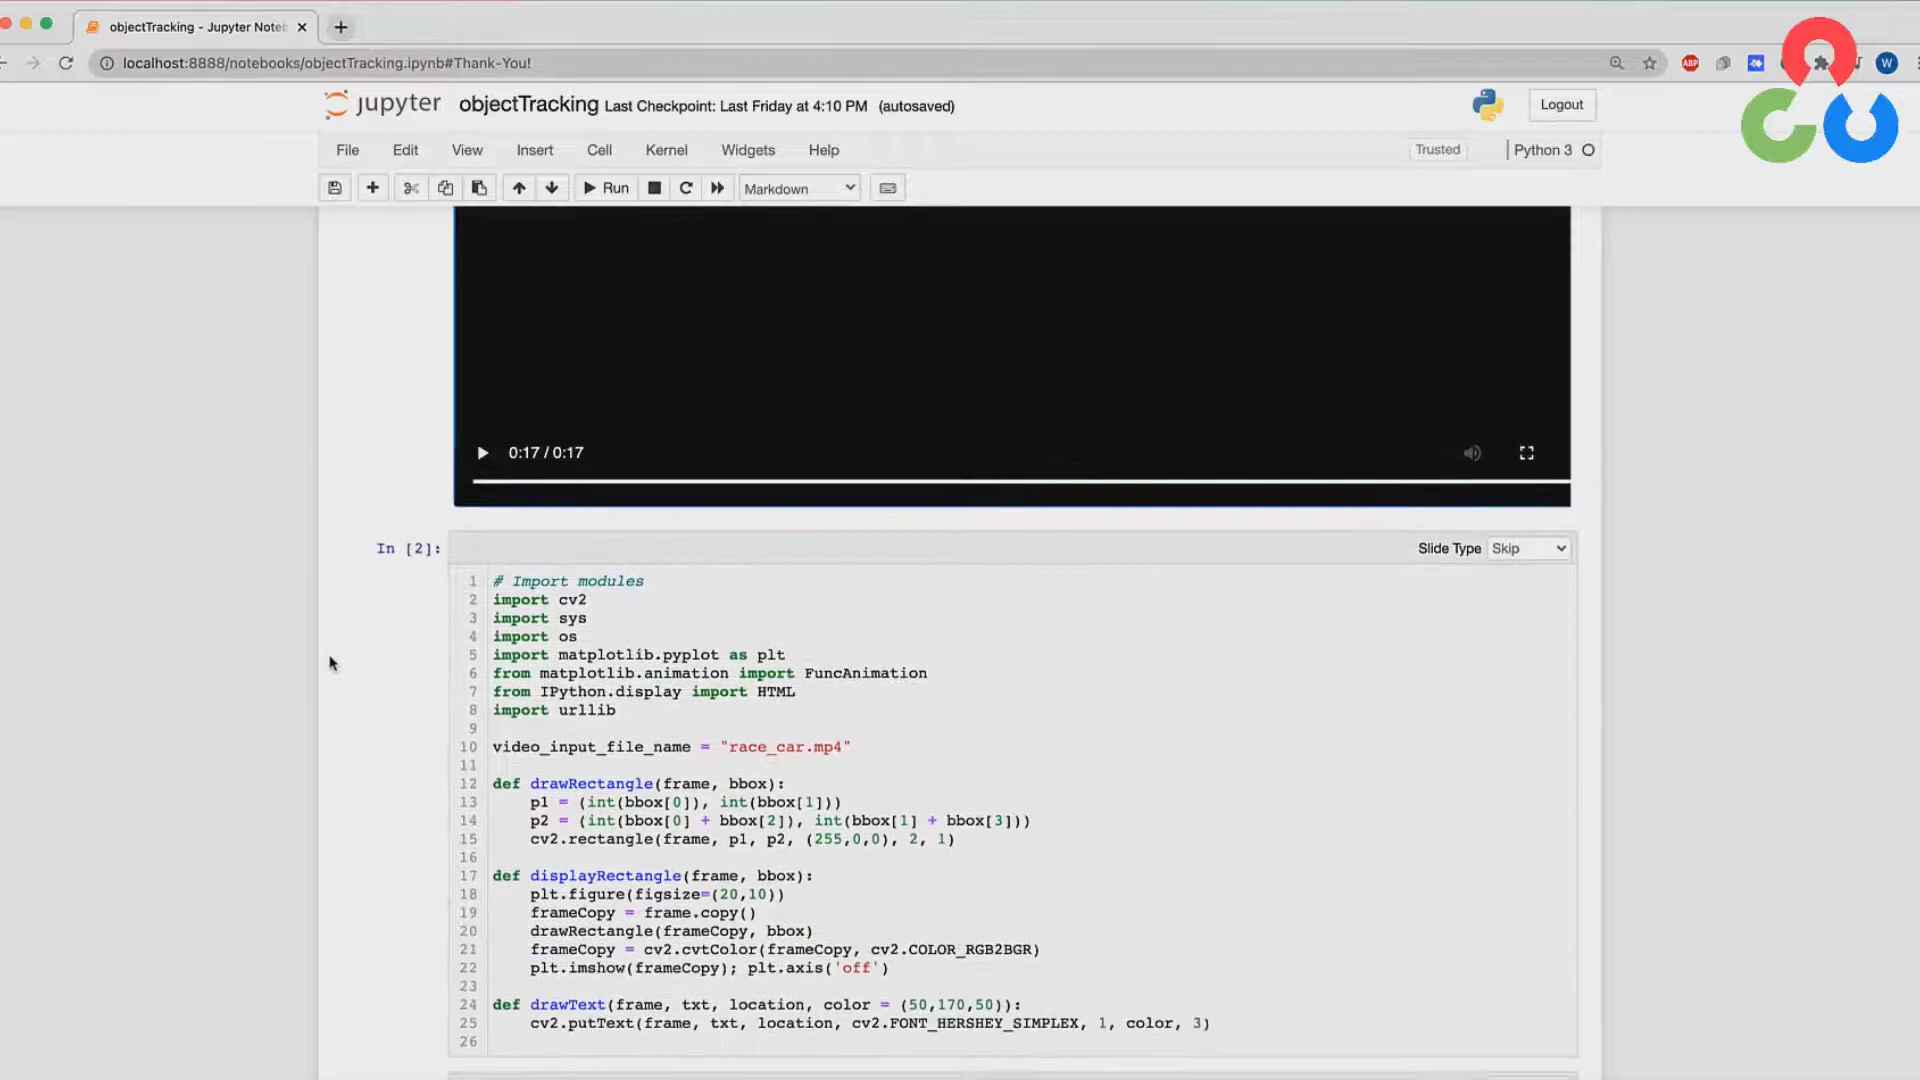 objectTracking - Jupyter Note
localhost:8888/notebooks/objectTracking.ipynb#Thank-You!
ABP
W
jupyter objectTracking Last Checkpoint: Last Friday at 4:10 PM (autosaved)
Logout
File Edit View Insert Cell Kernel Widgets Help
Trusted Python 3
Run Markdown
0:17 / 0:17
In [2]:
Slide Type Skip
1 # Import modules
2 import cv2
3 import sys
4 import os
5 import matplotlib.pyplot as plt
6 from matplotlib.animation import FuncAnimation
7 from IPython.display import HTML
8 import urllib
9
10 video_input_file_name = "race_car.mp4"
11
12 def drawRectangle(frame, bbox):
13     p1 = (int(bbox[0]), int(bbox[1]))
14     p2 = (int(bbox[0] + bbox[2]), int(bbox[1] + bbox[3]))
15     cv2.rectangle(frame, p1, p2, (255,0,0), 2, 1)
16
17 def displayRectangle(frame, bbox):
18     plt.figure(figsize=(20,10))
19     frameCopy = frame.copy()
20     drawRectangle(frameCopy, bbox)
21     frameCopy = cv2.cvtColor(frameCopy, cv2.COLOR_RGB2BGR)
22     plt.imshow(frameCopy); plt.axis('off')
23
24 def drawText(frame, txt, location, color = (50,170,50)):
25     cv2.putText(frame, txt, location, cv2.FONT_HERSHEY_SIMPLEX, 1, color, 3)
26